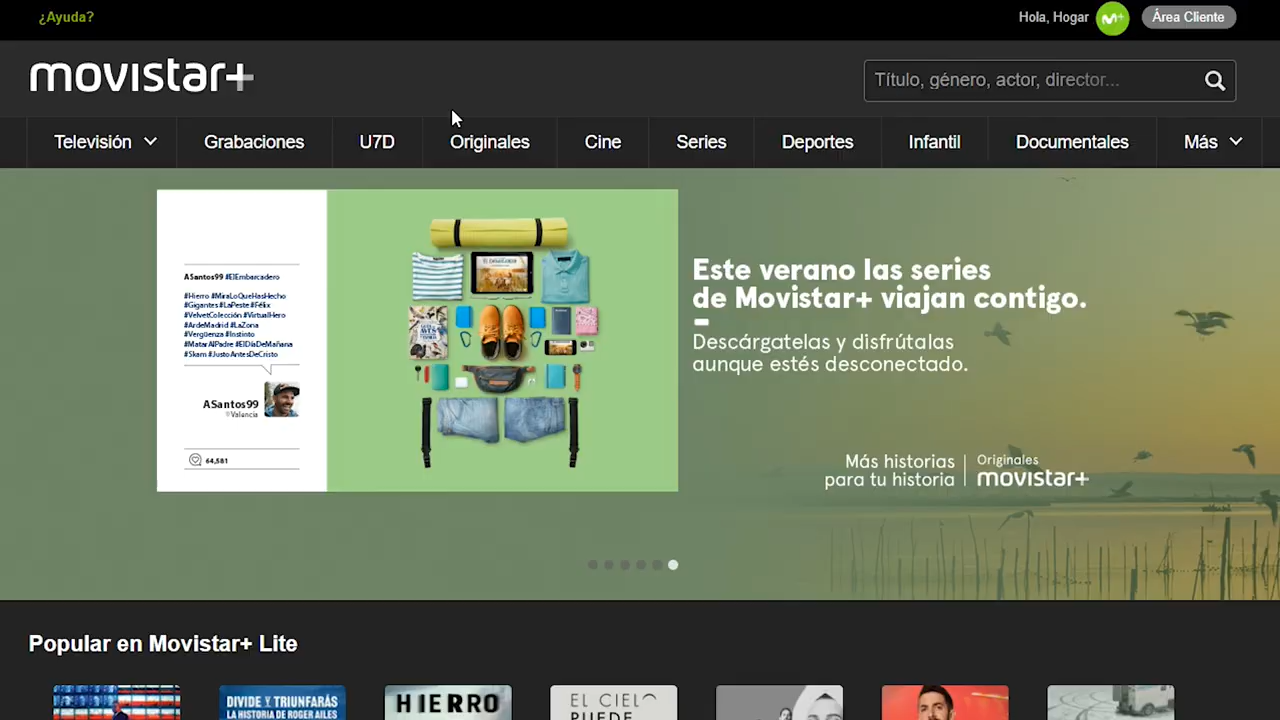 ¿Ayuda?
Hola, Hogar
Área Cliente
movistar+
Título, género, actor, director...
Televisión
Grabaciones
U7D
Originales
Cine
Series
Deportes
Infantil
Documentales
Más
ASantos99 #ElEmbarcadero
#Hierro #MiraLoQueHasHecho
#Gigantes #LaPeste #Félix
#VelvetColección #VirtualHero
#ArdeMadrid #LaZona
#Vergüenza #Instinto
#MatarAlPadre #ElDíaDeMañana
#Skam #JustoAntesDeCristo
ASantos99
Valencia
64,581
Este verano las series
de Movistar+ viajan contigo.
Descárgatelas y disfrútalas
aunque estés desconectado.
Más historias
para tu historia
Originales
movistar+
Popular en Movistar+ Lite
DIVIDE Y TRIUNFARÁS
LA HISTORIA DE ROGER AILES
HIERRO
EL CIELO
PUEDE